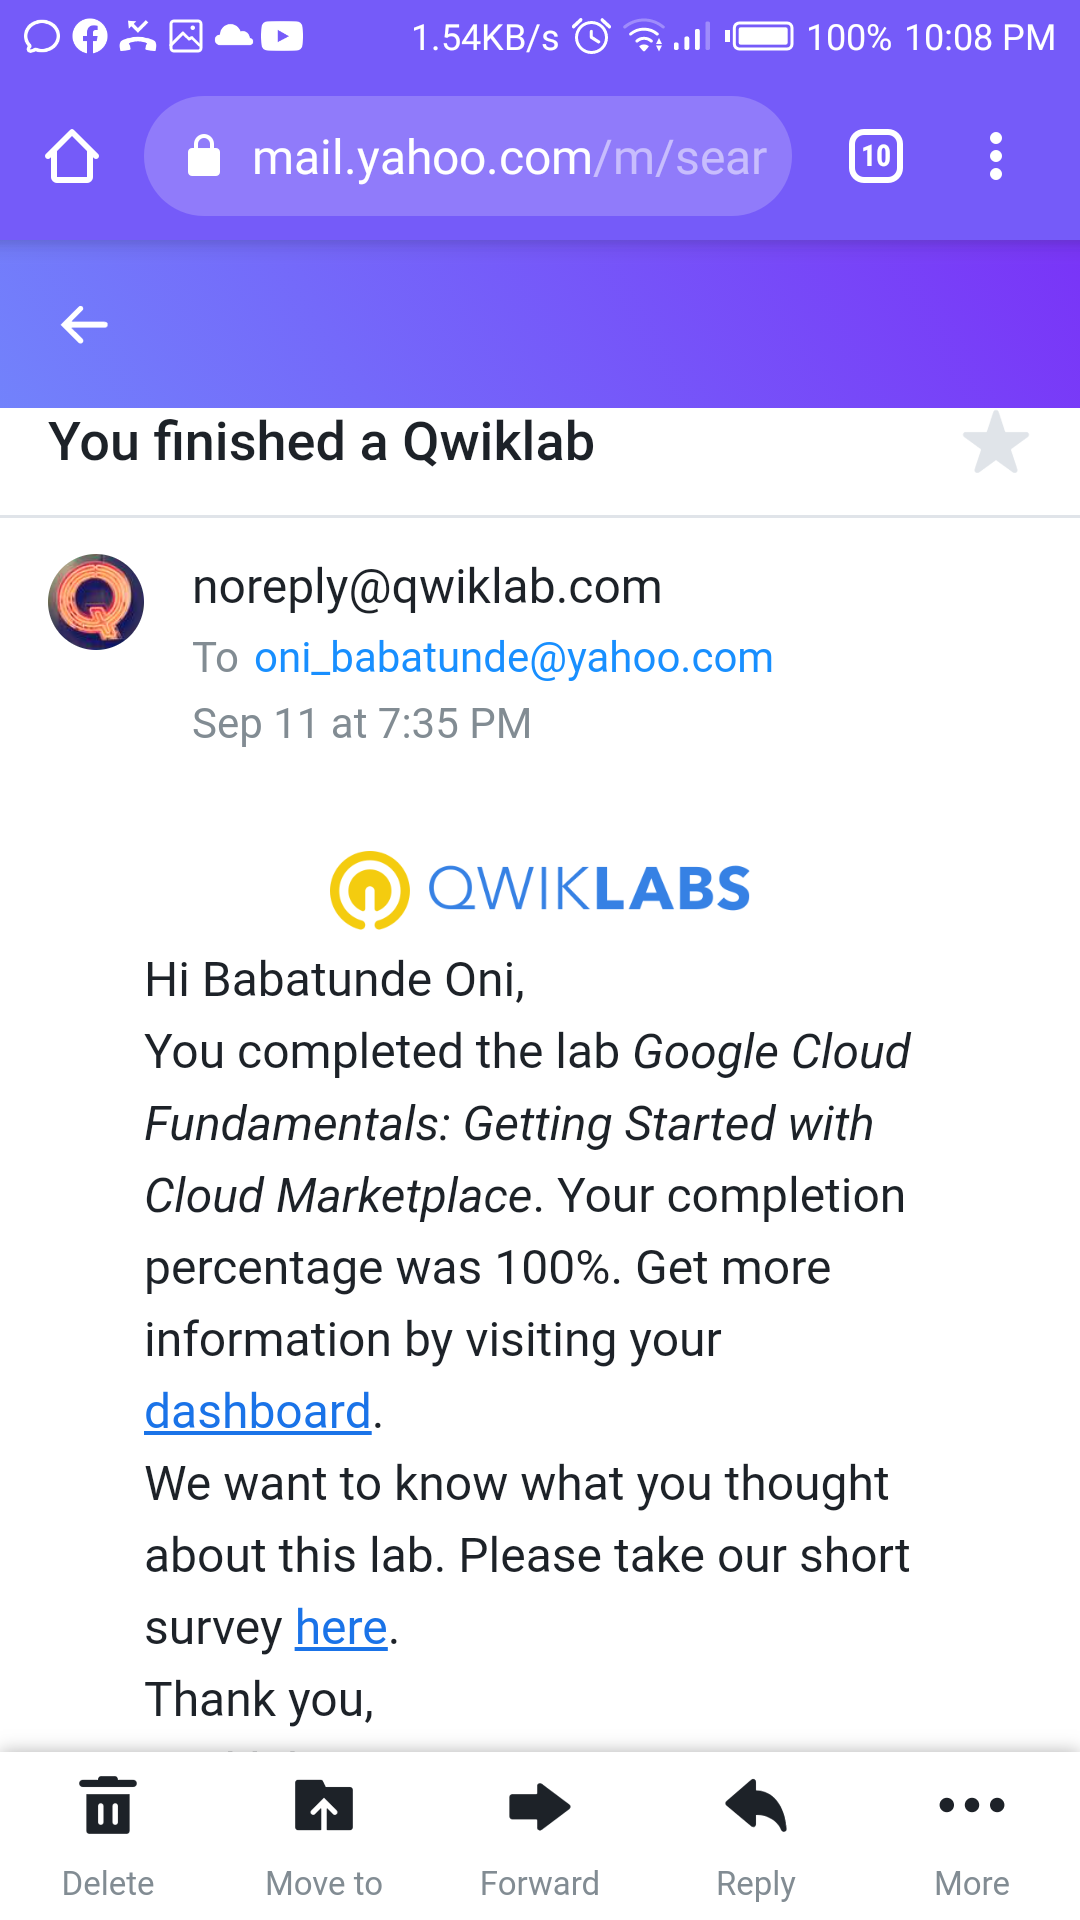 1.54KB/s 100% 10:08 PM
mail.yahoo.com/m/sear
10
You finished a Qwiklab
noreply@qwiklab.com
To oni_babatunde@yahoo.com
Sep 11 at 7:35 PM
QWIKLABS
Hi Babatunde Oni,
You completed the lab Google Cloud
Fundamentals: Getting Started with
Cloud Marketplace. Your completion
percentage was 100%. Get more
information by visiting your
dashboard.
We want to know what you thought
about this lab. Please take our short
survey here.
Thank you,
Delete Move to Forward Reply More